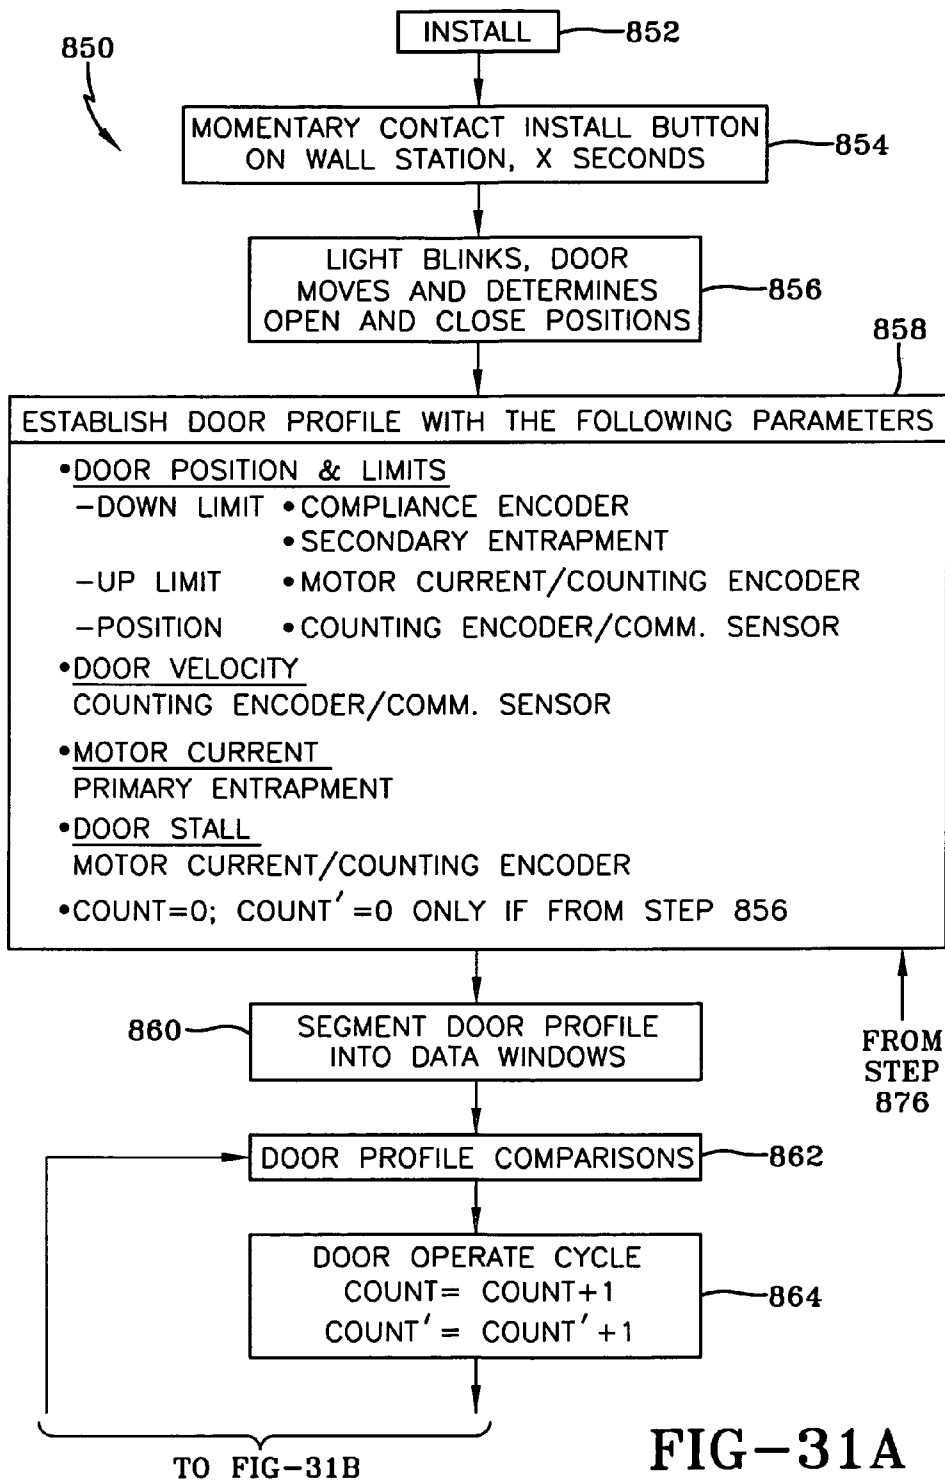 INSTALL
852
850
MOMENTARY CONTACT INSTALL BUTTON
ON WALL STATION, X SECONDS
854
LIGHT BLINKS, DOOR
MOVES AND DETERMINES
OPEN AND CLOSE POSITIONS
856
858
ESTABLISH DOOR PROFILE WITH THE FOLLOWING PARAMETERS
•DOOR POSITION & LIMITS
-DOWN LIMIT •COMPLIANCE ENCODER
•SECONDARY ENTRAPMENT
-UP LIMIT •MOTOR CURRENT/COUNTING ENCODER
-POSITION •COUNTING ENCODER/COMM. SENSOR
•DOOR VELOCITY
COUNTING ENCODER/COMM. SENSOR
•MOTOR CURRENT
PRIMARY ENTRAPMENT
•DOOR STALL
MOTOR CURRENT/COUNTING ENCODER
•COUNT=0; COUNT'=0 ONLY IF FROM STEP 856
860
SEGMENT DOOR PROFILE
INTO DATA WINDOWS
FROM
STEP
876
DOOR PROFILE COMPARISONS
862
DOOR OPERATE CYCLE
COUNT= COUNT+1
COUNT'= COUNT'+1
864
TO FIG-31B
FIG-31A